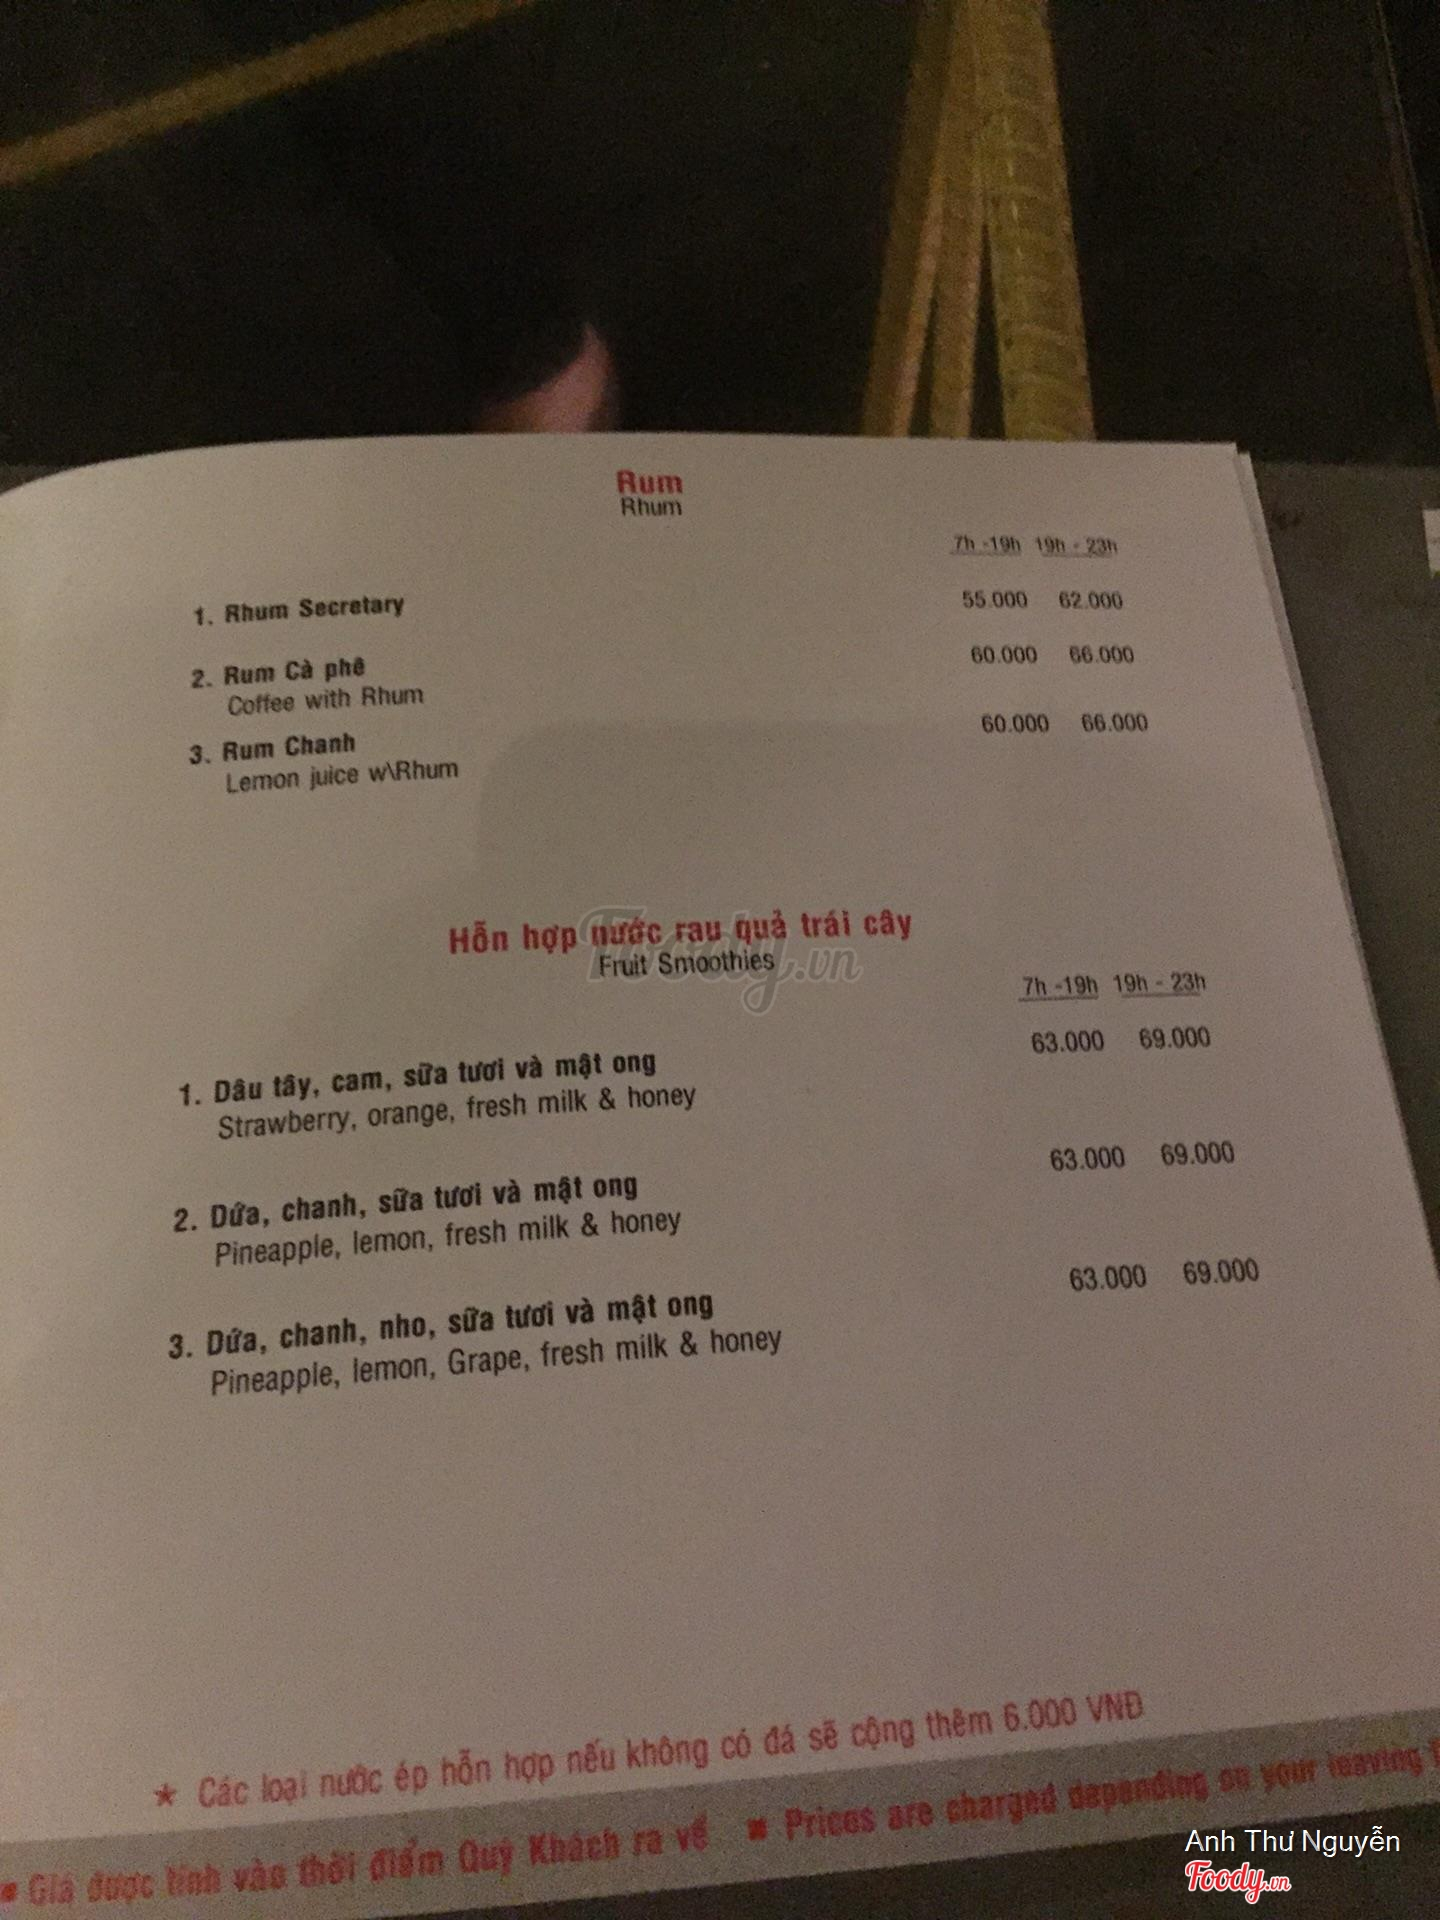 Rum
Rhum
7h -19h 19h - 23h
1. Rhum Secretary 55.000 62.000
2. Rum Cà phê 60.000 66.000
Coffee with Rhum
3. Rum Chanh 60.000 66.000
Lemon juice w\Rhum
Hỗn hợp nước rau quả trái cây
Fruit Smoothies
Foody.vn
7h -19h 19h - 23h
1. Dâu tây, cam, sữa tươi và mật ong 63.000 69.000
Strawberry, orange, fresh milk & honey
2. Dứa, chanh, sữa tươi và mật ong 63.000 69.000
Pineapple, lemon, fresh milk & honey
3. Dứa, chanh, nho, sữa tươi và mật ong 63.000 69.000
Pineapple, lemon, Grape, fresh milk & honey
★ Các loại nước ép hỗn hợp nếu không có đá sẽ cộng thêm 6.000 VNĐ
■ Giá được tính vào thời điểm Quý Khách ra về ■ Prices are charged depending on your leaving
Anh Thư Nguyễn
Foody.vn